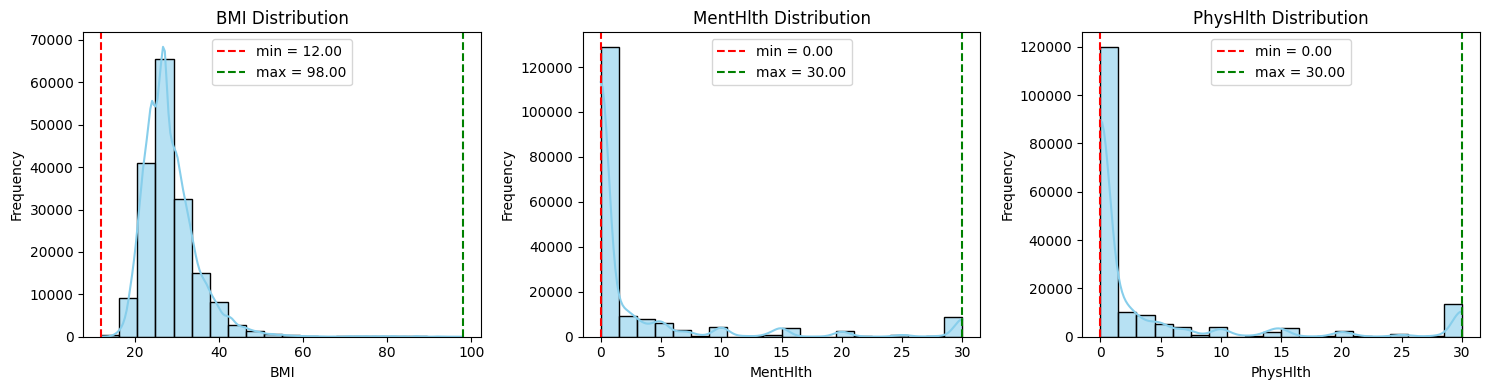 BMI Distribution
min = 12.00
max = 98.00
Frequency
70000
60000
50000
40000
30000
20000
10000
0
20 40 60 80 100
BMI
MentHlth Distribution
min = 0.00
max = 30.00
Frequency
120000
100000
80000
60000
40000
20000
0
0 5 10 15 20 25 30
MentHlth
PhysHlth Distribution
min = 0.00
max = 30.00
Frequency
120000
100000
80000
60000
40000
20000
0
0 5 10 15 20 25 30
PhysHlth